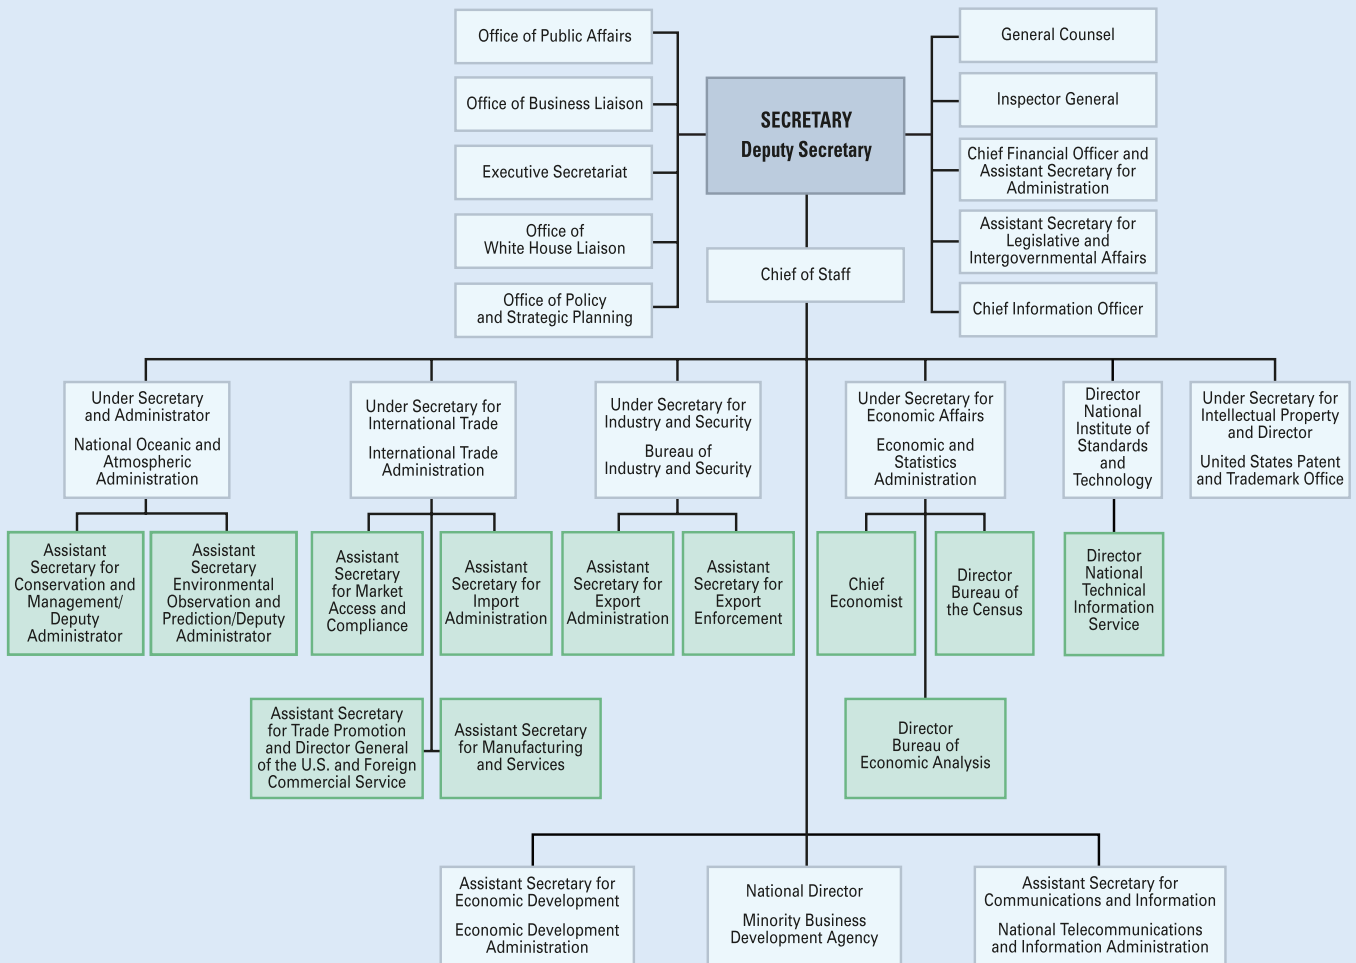 Office of Public Affairs
Office of Business Liaison
Executive Secretariat
Office of
White House Liaison
Office of Policy
and Strategic Planning
SECRETARY
Deputy Secretary
Chief of Staff
General Counsel
Inspector General
Chief Financial Officer and
Assistant Secretary for
Administration
Assistant Secretary for
Legislative and
Intergovernmental Affairs
Chief Information Officer
Under Secretary
and Administrator
National Oceanic and
Atmospheric
Administration
Under Secretary for
International Trade
International Trade
Administration
Under Secretary for
Industry and Security
Bureau of
Industry and Security
Under Secretary for
Economic Affairs
Economic and
Statistics
Administration
Director
National
Institute of
Standards
and
Technology
Under Secretary for
Intellectual Property
and Director
United States Patent
and Trademark Office
Assistant
Secretary for
Conservation and
Management/
Deputy
Administrator
Assistant
Secretary
Environmental
Observation and
Prediction/Deputy
Administrator
Assistant
Secretary
for Market
Access and
Compliance
Assistant
Secretary for
Import
Administration
Assistant
Secretary for
Export
Administration
Assistant
Secretary for
Export
Enforcement
Chief
Economist
Director
Bureau of
the Census
Director
National
Technical
Information
Service
Assistant Secretary
for Trade Promotion
and Director General
of the U.S. and Foreign
Commercial Service
Assistant Secretary
for Manufacturing
and Services
Director
Bureau of
Economic Analysis
Assistant Secretary for
Economic Development
Economic Development
Administration
National Director
Minority Business
Development Agency
Assistant Secretary for
Communications and Information
National Telecommunications
and Information Administration